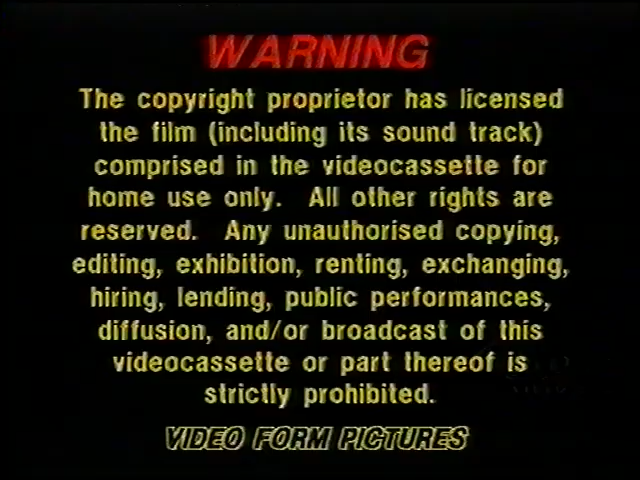 WARNING
The copyright proprietor has licensed
the film (including its sound track)
comprised in the videocassette for
home use only. All other rights are
reserved. Any unauthorised copying,
editing, exhibition, renting, exchanging,
hiring, lending, public performances,
diffusion, and/or broadcast of this
videocassette or part thereof is
strictly prohibited.
VIDEO FORM PICTURES